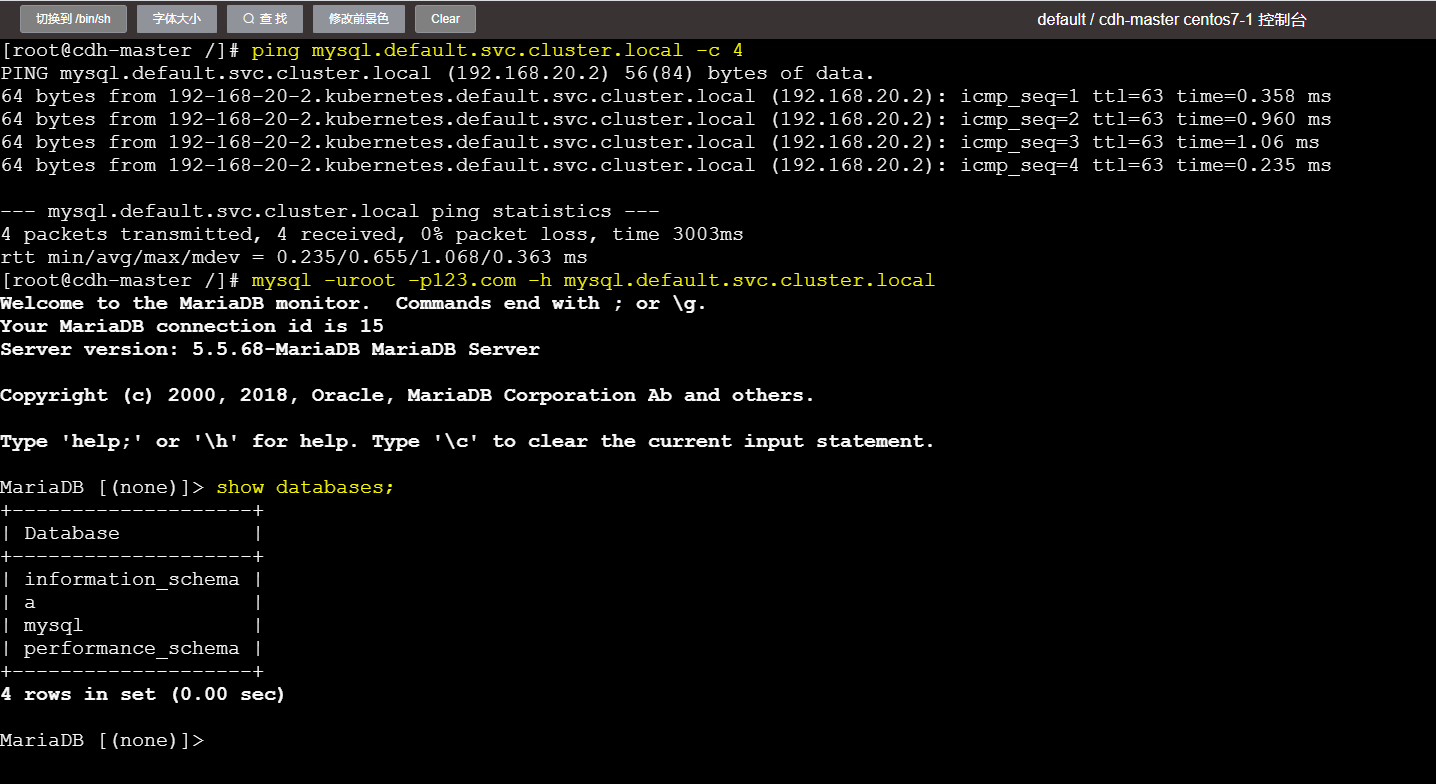 切换到 /bin/sh 字体大小 查 找 修改前景色 Clear default / cdh-master centos7-1 控制台
[root@cdh-master /]# ping mysql.default.svc.cluster.local -c 4
PING mysql.default.svc.cluster.local (192.168.20.2) 56(84) bytes of data.
64 bytes from 192-168-20-2.kubernetes.default.svc.cluster.local (192.168.20.2): icmp_seq=1 ttl=63 time=0.358 ms
64 bytes from 192-168-20-2.kubernetes.default.svc.cluster.local (192.168.20.2): icmp_seq=2 ttl=63 time=0.960 ms
64 bytes from 192-168-20-2.kubernetes.default.svc.cluster.local (192.168.20.2): icmp_seq=3 ttl=63 time=1.06 ms
64 bytes from 192-168-20-2.kubernetes.default.svc.cluster.local (192.168.20.2): icmp_seq=4 ttl=63 time=0.235 ms

--- mysql.default.svc.cluster.local ping statistics ---
4 packets transmitted, 4 received, 0% packet loss, time 3003ms
rtt min/avg/max/mdev = 0.235/0.655/1.068/0.363 ms
[root@cdh-master /]# mysql -uroot -p123.com -h mysql.default.svc.cluster.local
Welcome to the MariaDB monitor.  Commands end with ; or \g.
Your MariaDB connection id is 15
Server version: 5.5.68-MariaDB MariaDB Server

Copyright (c) 2000, 2018, Oracle, MariaDB Corporation Ab and others.

Type 'help;' or '\h' for help. Type '\c' to clear the current input statement.

MariaDB [(none)]> show databases;
+--------------------+
| Database           |
+--------------------+
| information_schema |
| a                  |
| mysql              |
| performance_schema |
+--------------------+
4 rows in set (0.00 sec)

MariaDB [(none)]>